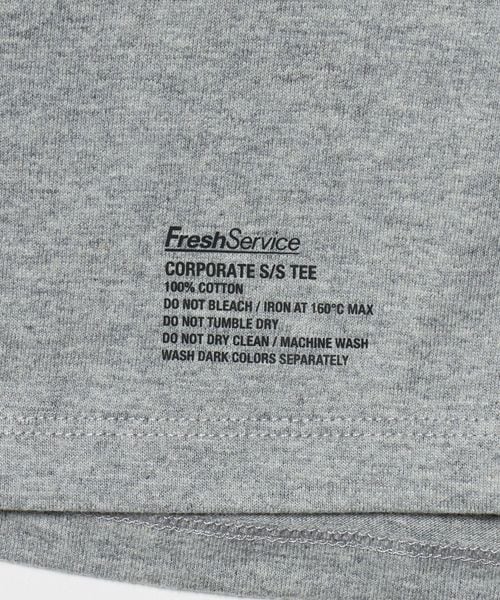 FreshService
CORPORATE S/S TEE
100% COTTON
DO NOT BLEACH / IRON AT 160°C MAX
DO NOT TUMBLE DRY
DO NOT DRY CLEAN / MACHINE WASH
WASH DARK COLORS SEPARATELY